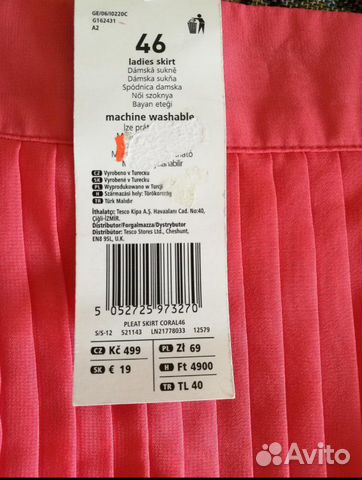 GE/06/I0220C
G162431
A2
46
ladies skirt
Dámská sukně
Dámska sukňa
Spódnica damska
Női szoknya
Bayan eteği
machine washable
lze prát
CZ Vyrobeno v Turecku
SK Vyrobené v Turecku
PL Wyprodukowano w Turcji
H Származási hely: Törökország
TR Türk Malıdır
İthalatçı: Tesco Kipa A.Ş. Havaalanı Cad. No:40,
Çiğli-İZMİR.
Distributor/Forgalmazza/Dystrybutor
Distributor: Tesco Stores Ltd., Cheshunt,
EN8 9SL, U.K.
5 052725 973270
PLEAT SKIRT CORAL46
S/S-12 521143 LN21778033 12579
CZ Kč 499 PL Zł 69
SK € 19 H Ft 4900
TR TL 40
Avito